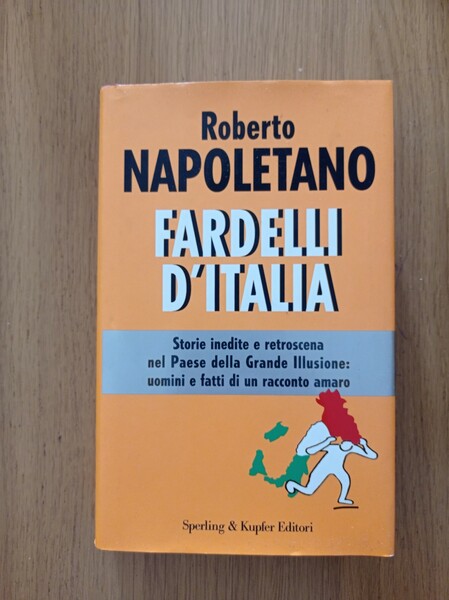 Roberto
NAPOLETANO
FARDELLI
D'ITALIA
Storie inedite e retroscena
nel Paese della Grande Illusione:
uomini e fatti di un racconto amaro
Sperling & Kupfer Editori